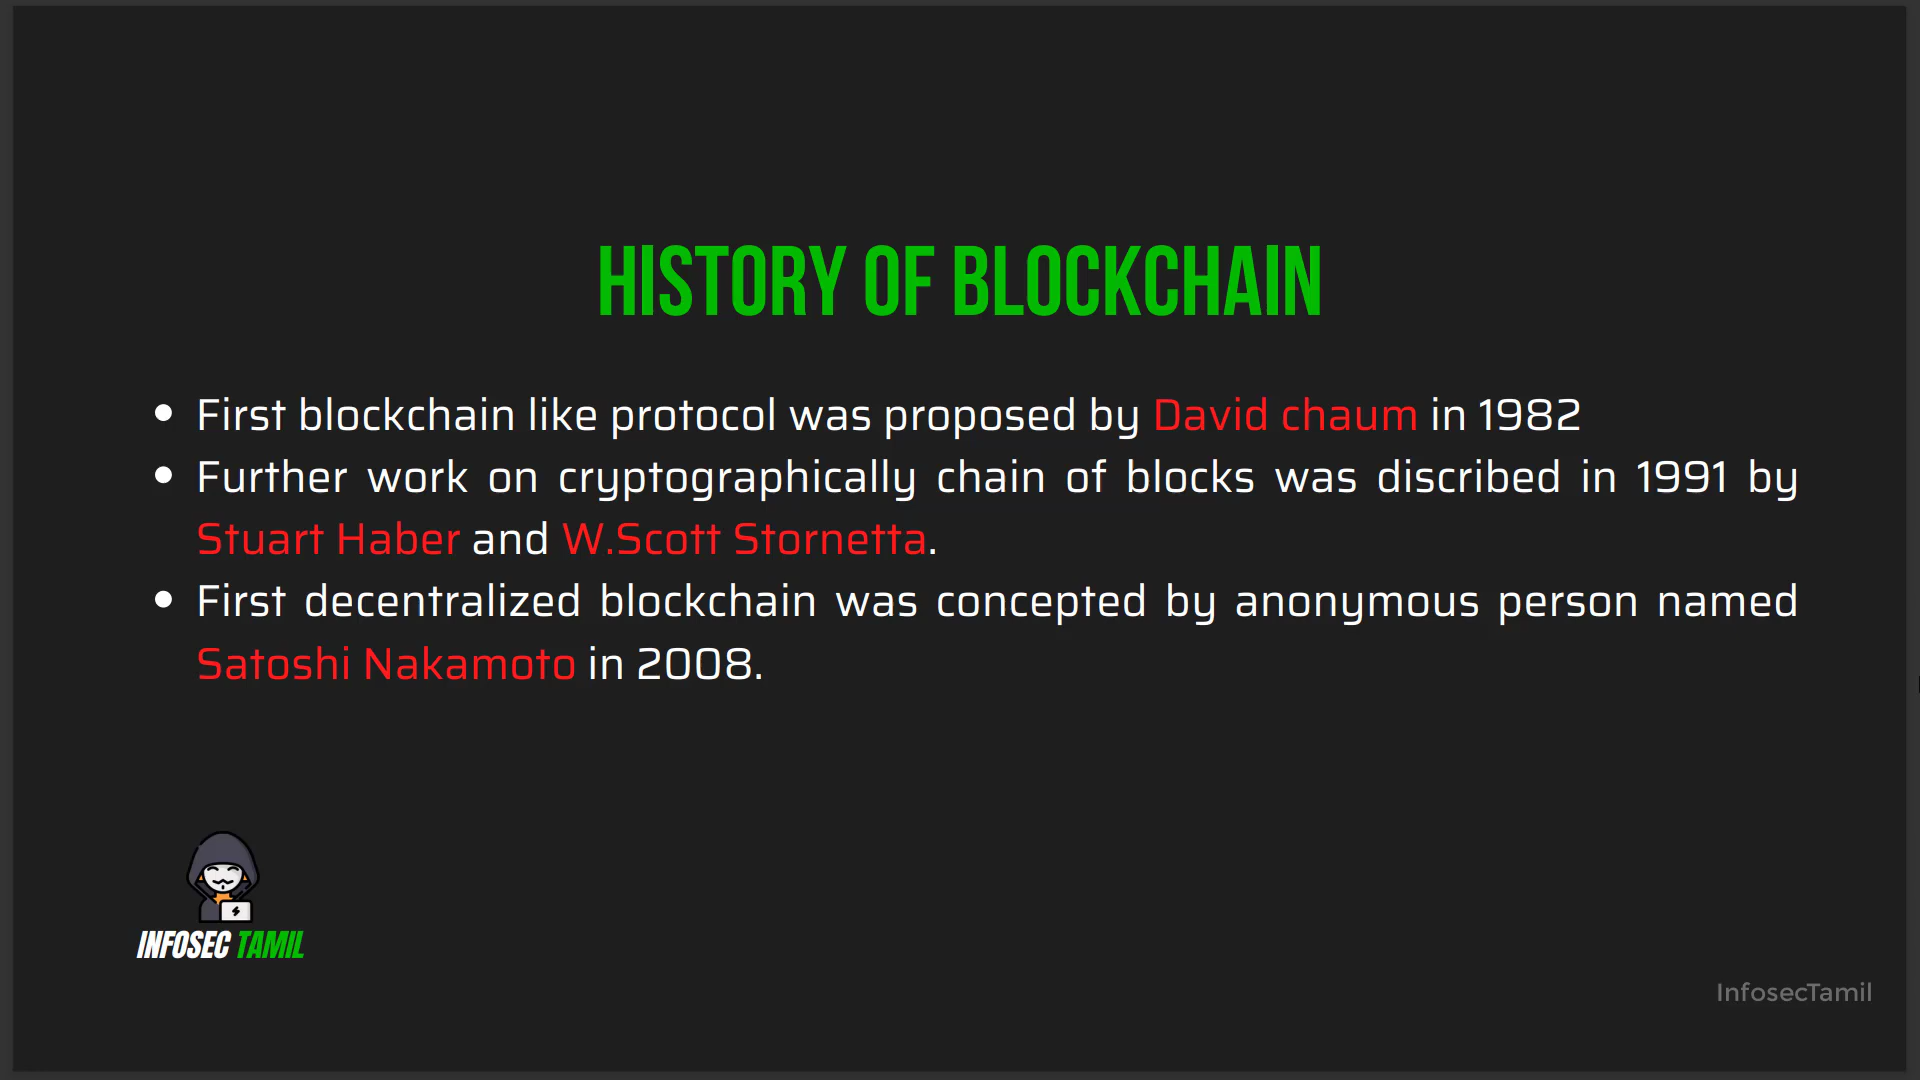 HISTORY OF BLOCKCHAIN
First blockchain like protocol was proposed by David chaum in 1982
Further work on cryptographically chain of blocks was discribed in 1991 by
Stuart Haber and W.Scott Stornetta.
First decentralized blockchain was concepted by anonymous person named
Satoshi Nakamoto in 2008.
INFOSEC TAMIL
InfosecTamil